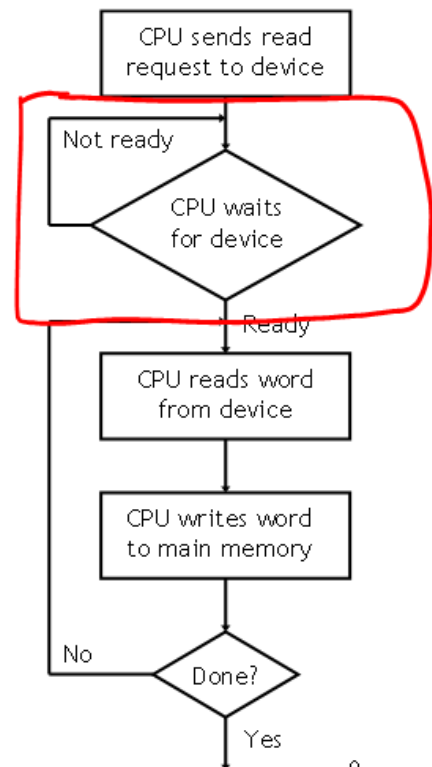 CPU sends read
request to device
Not ready
CPU waits
for device
Ready
CPU reads word
from device
CPU writes word
to main memory
No
Done?
Yes